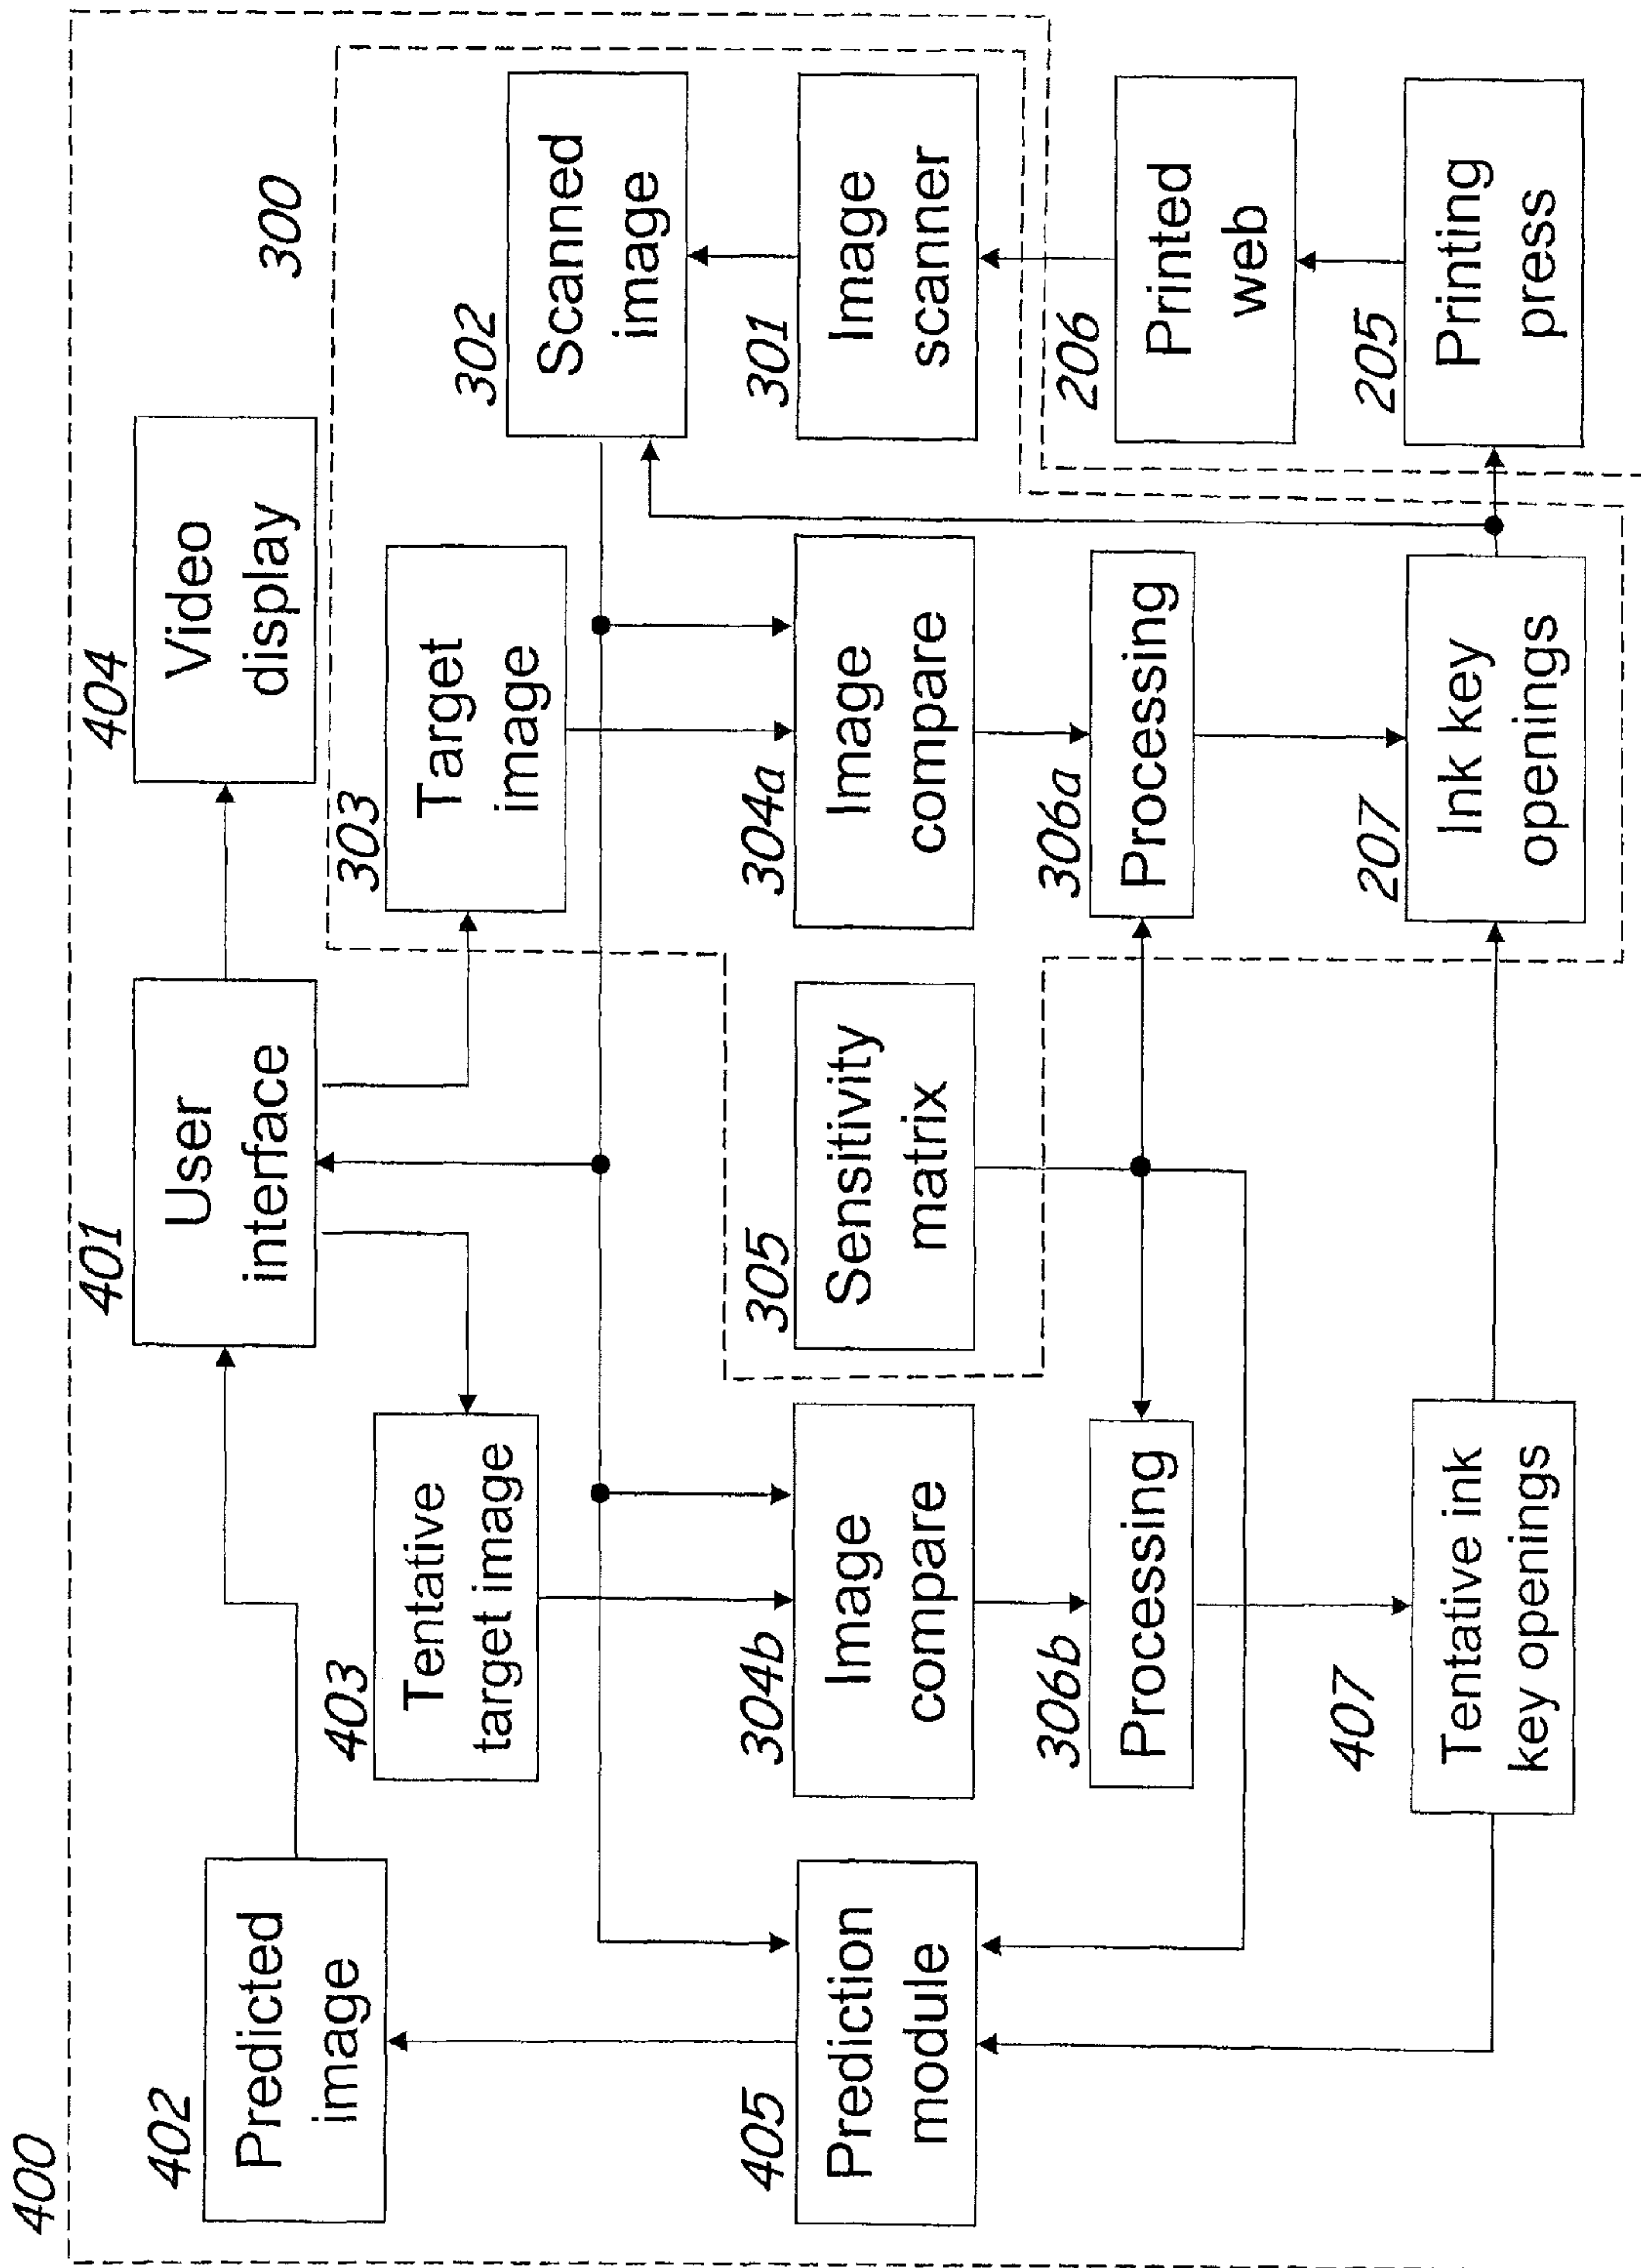 400
402
Predicted
image
401
User
interface
404
Video
display
300
403
Tentative
target image
303
Target
image
302
Scanned
image
405
Prediction
module
304b
Image
compare
305
Sensitivity
matrix
304a
Image
compare
301
Image
scanner
306b
Processing
306a
Processing
206
Printed
web
407
Tentative ink
key openings
207
Ink key
openings
205
Printing
press